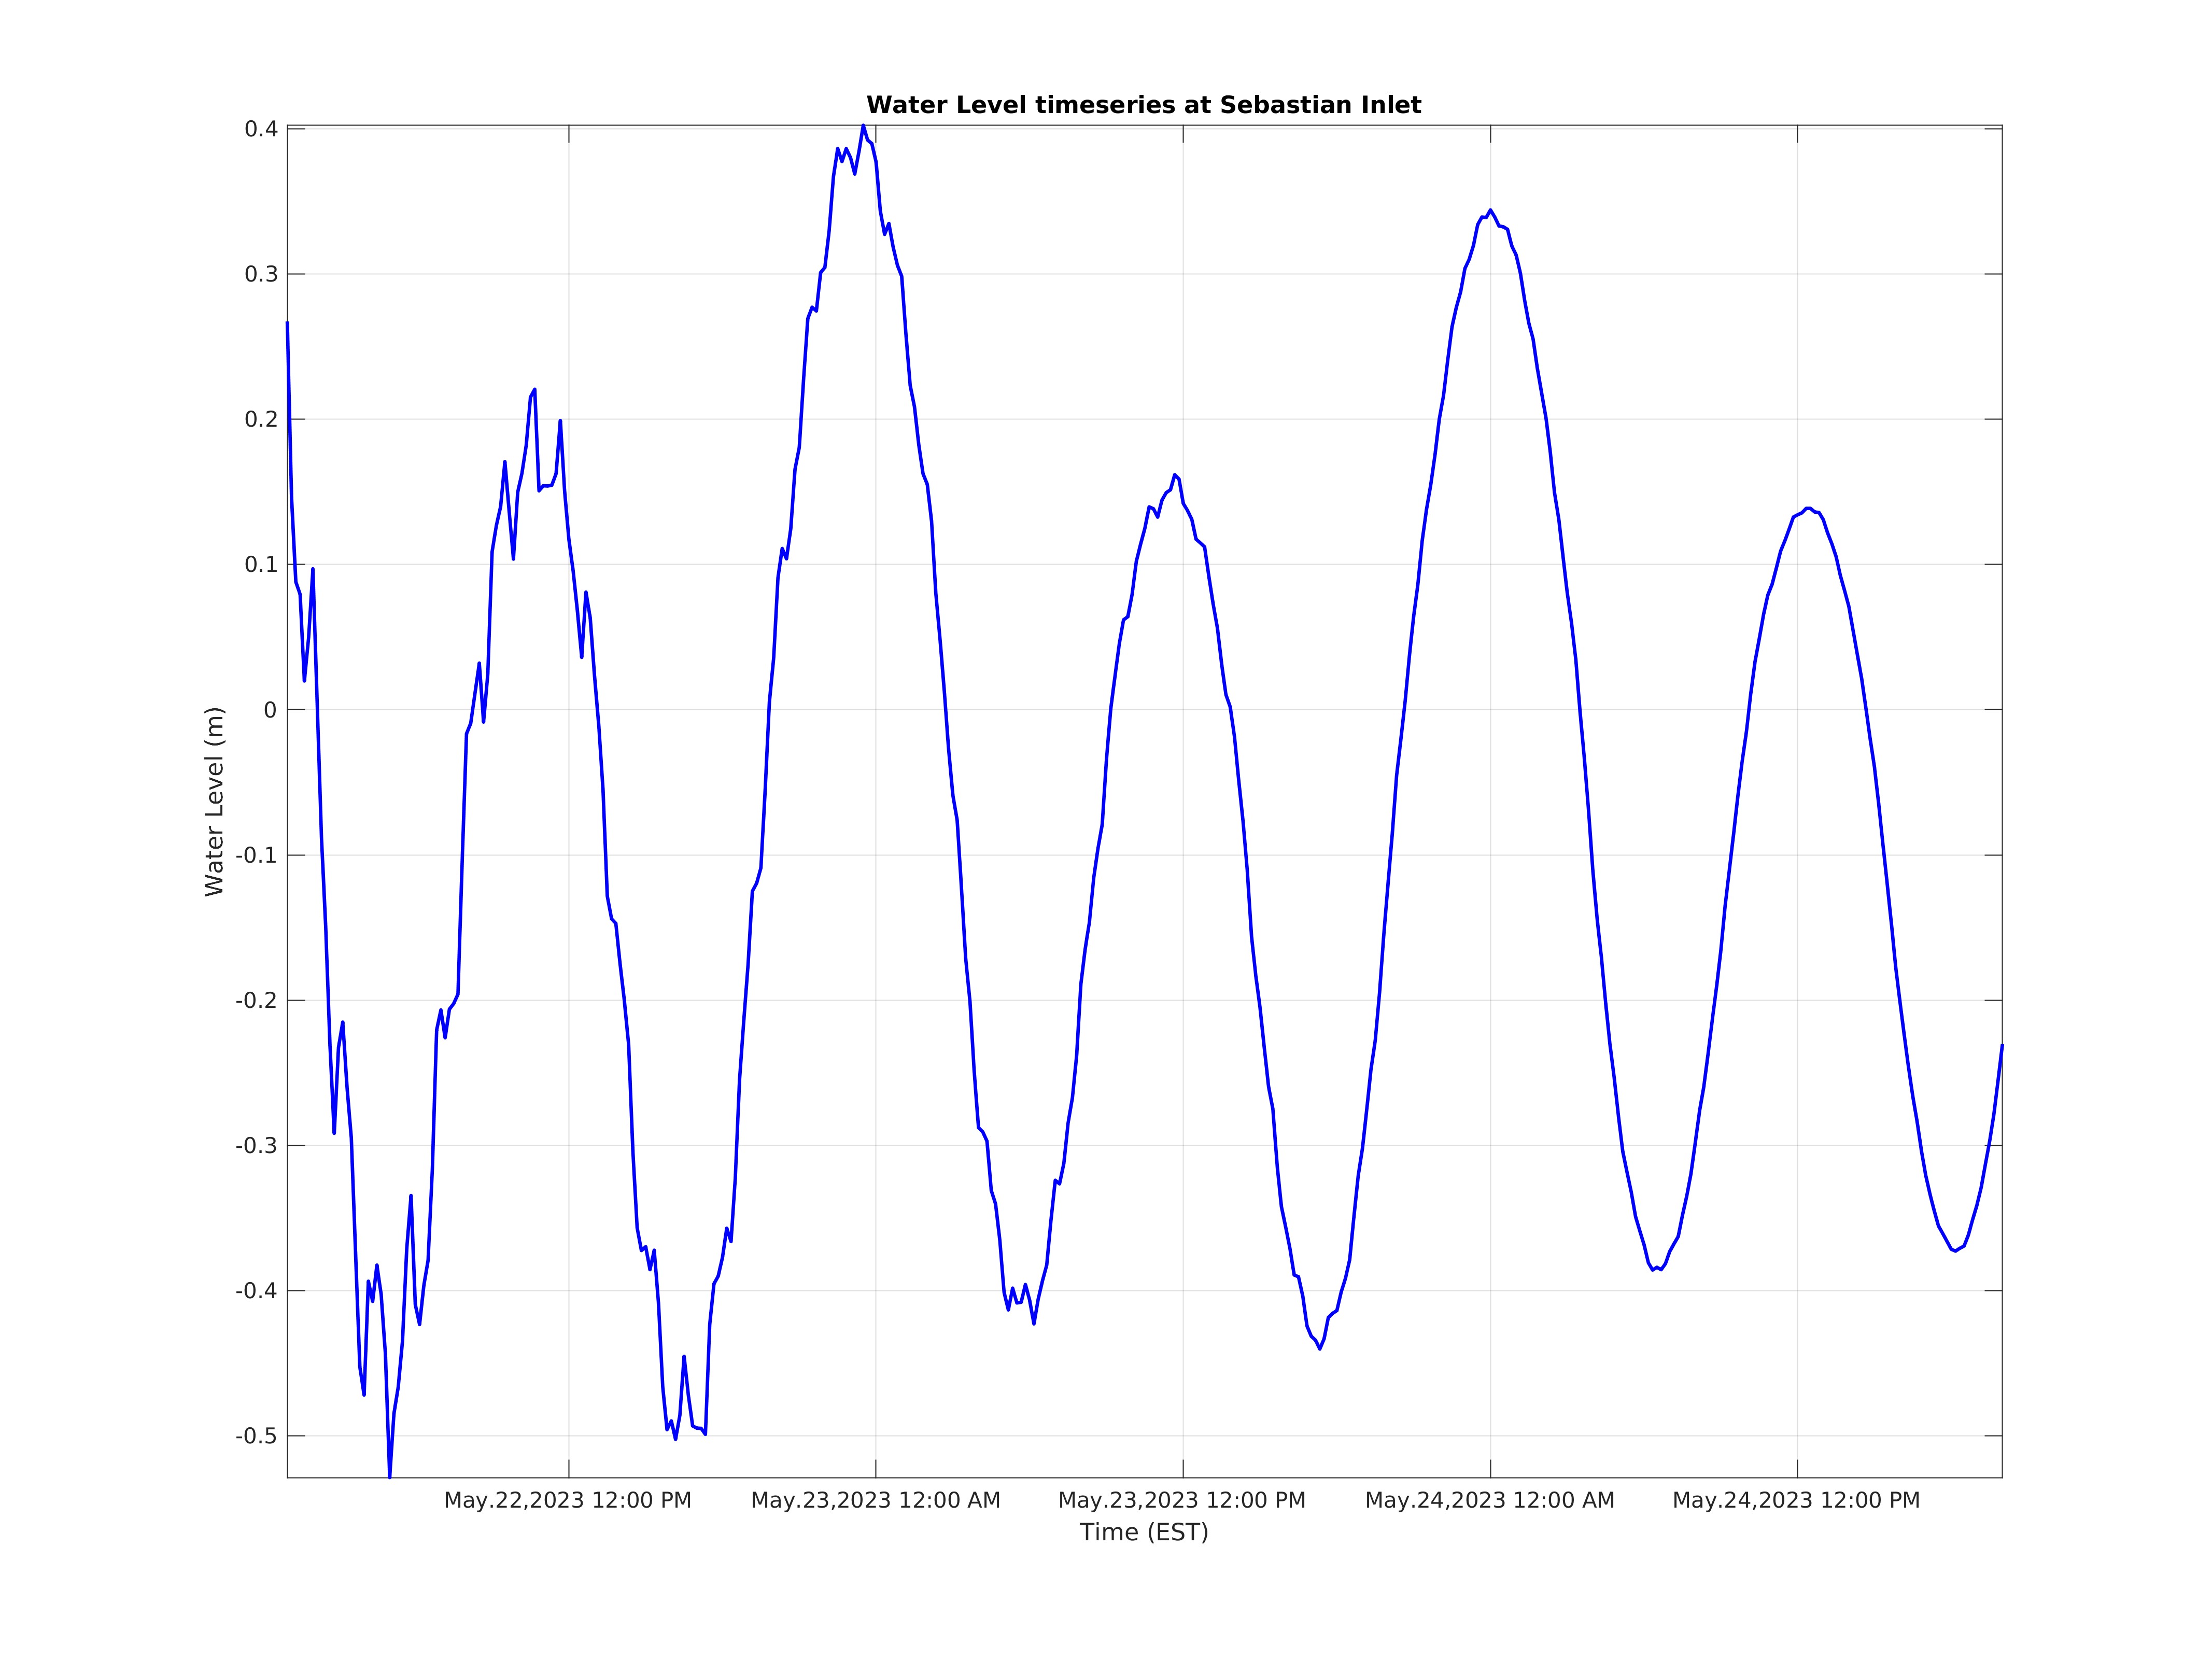 Water Level timeseries at Sebastian Inlet
0.4
0.3
0.2
0.1
0
-0.1
-0.2
-0.3
-0.4
-0.5
Water Level (m)
May.22,2023 12:00 PM May.23,2023 12:00 AM May.23,2023 12:00 PM May.24,2023 12:00 AM May.24,2023 12:00 PM
Time (EST)